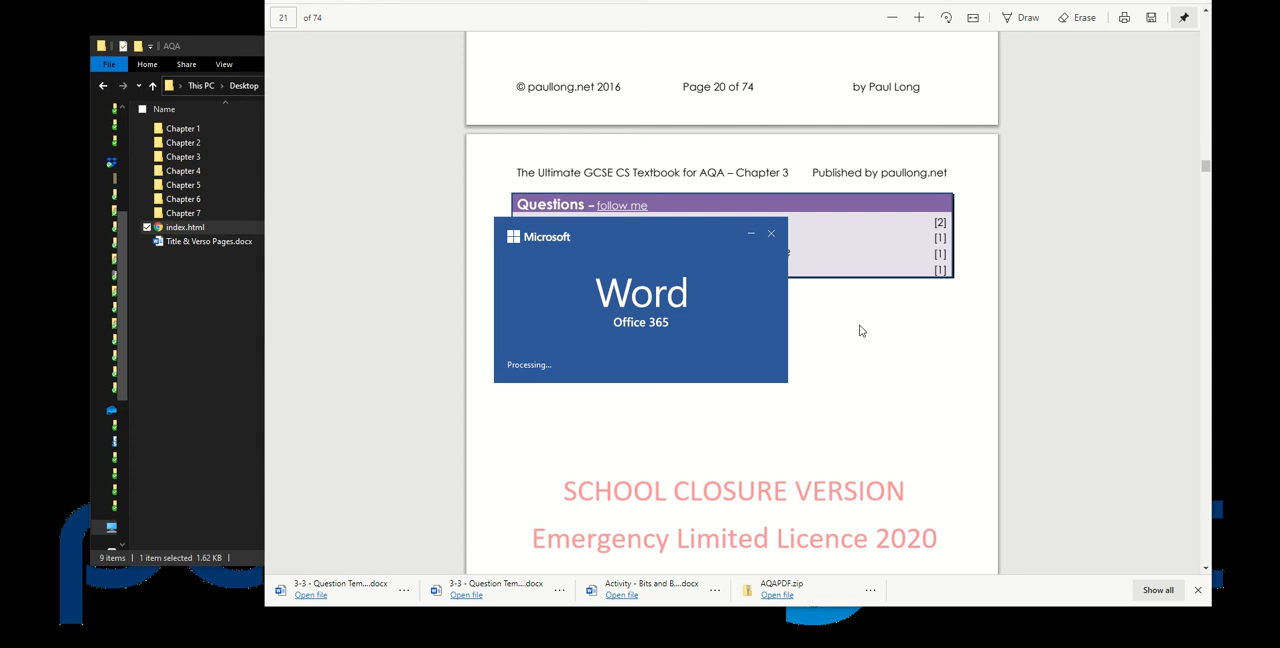 21 of 74
Draw
Erase
AQA
File Home Share View
This PC Desktop
Name
Chapter 1
Chapter 2
Chapter 3
Chapter 4
Chapter 5
Chapter 6
Chapter 7
index.html
Title & Verso Pages.docx
9 items 1 item selected 1.62 KB
© paullong.net 2016 Page 20 of 74 by Paul Long
The Ultimate GCSE CS Textbook for AQA – Chapter 3 Published by paullong.net
Questions – follow me
[2]
[1]
[1]
[1]
Microsoft
Word
Office 365
Processing...
SCHOOL CLOSURE VERSION
Emergency Limited Licence 2020
3-3 - Question Tem....docx
Open file
3-3 - Question Tem....docx
Open file
Activity - Bits and B....docx
Open file
AQAPDF.zip
Open file
Show all